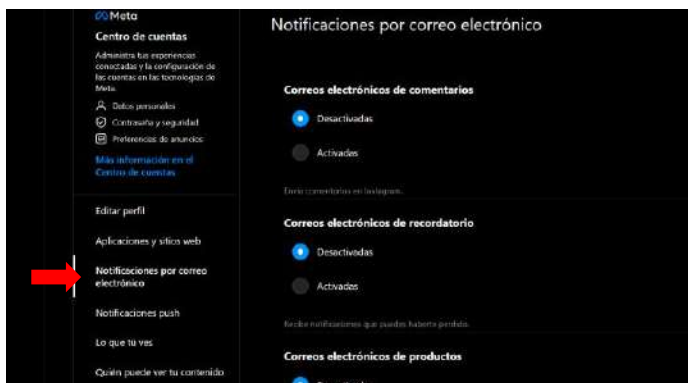 Meta
Centro de cuentas
Administra tus experiencias
conectadas y la configuración de
las cuentas en las tecnologías de
Meta.
Datos personales
Contraseña y seguridad
Preferencias de anuncios
Más información en el
Centro de cuentas
Editar perfil
Aplicaciones y sitios web
Notificaciones por correo
electrónico
Notificaciones push
Lo que tú ves
Quién puede ver tu contenido
Notificaciones por correo electrónico
Correos electrónicos de comentarios
Desactivadas
Activadas
Envía comentarios en Instagram.
Correos electrónicos de recordatorio
Desactivadas
Activadas
Recibe notificaciones que puedes haberte perdido.
Correos electrónicos de productos